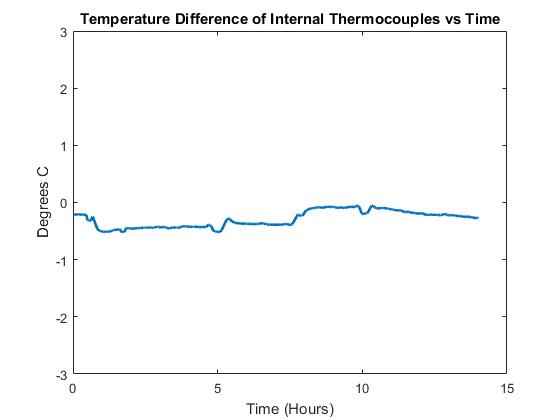 Temperature Difference of Internal Thermocouples vs Time
3
2
1
0
-1
-2
-3
Degrees C
0 5 10 15
Time (Hours)